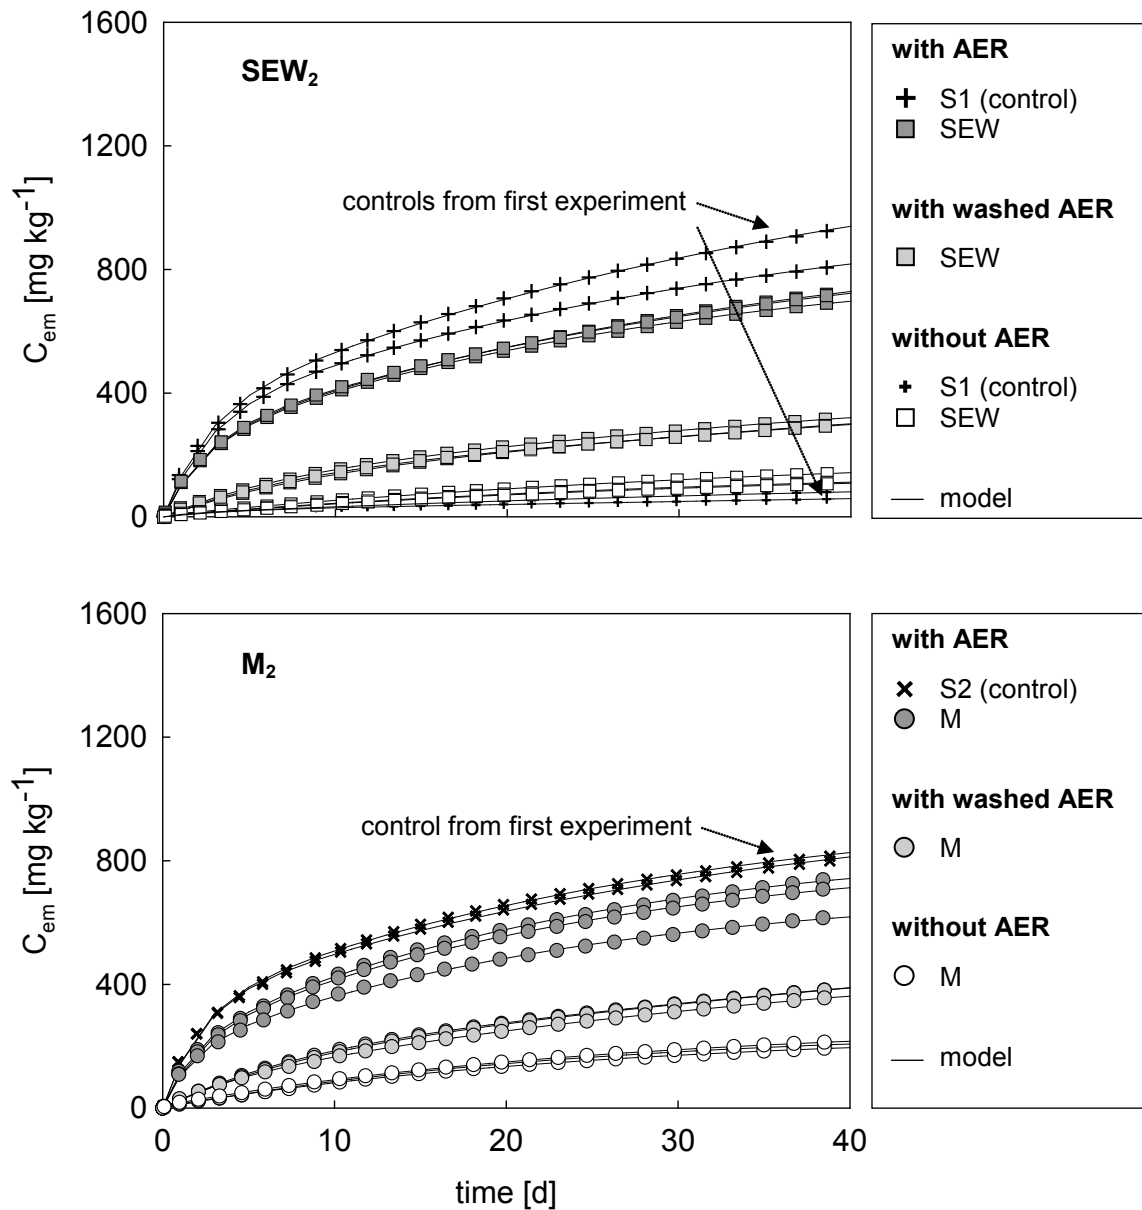 1600
1200
800
400
0
C_em [mg kg⁻¹]
SEW₂
controls from first experiment
with AER
S1 (control)
SEW
with washed AER
SEW
without AER
S1 (control)
SEW
model
1600
1200
800
400
0
C_em [mg kg⁻¹]
M₂
control from first experiment
0 10 20 30 40
time [d]
with AER
S2 (control)
M
with washed AER
M
without AER
M
model